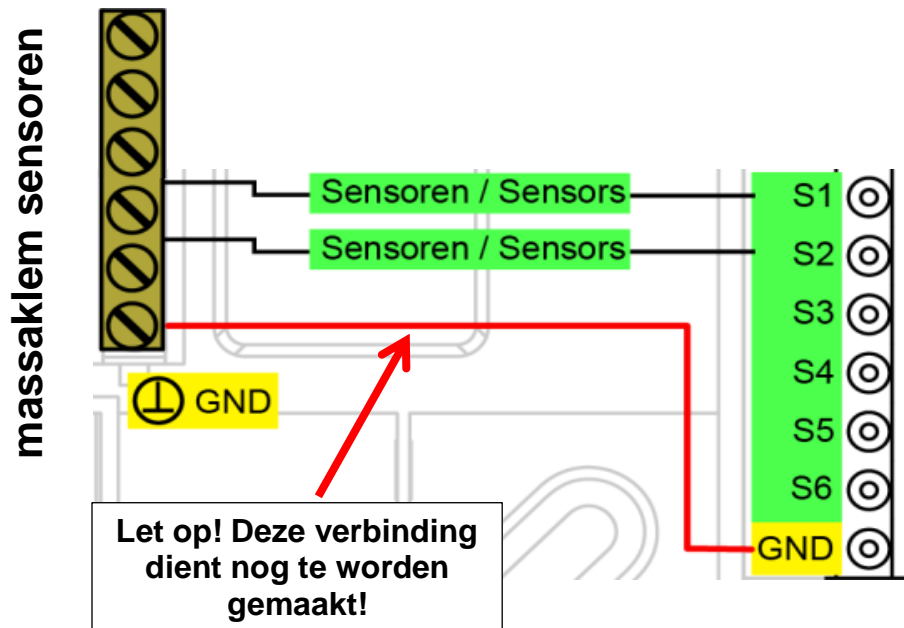 massaklem sensoren
Sensoren / Sensors
Sensoren / Sensors
S1
S2
S3
S4
S5
S6
GND
GND
Let op! Deze verbinding
dient nog te worden
gemaakt!